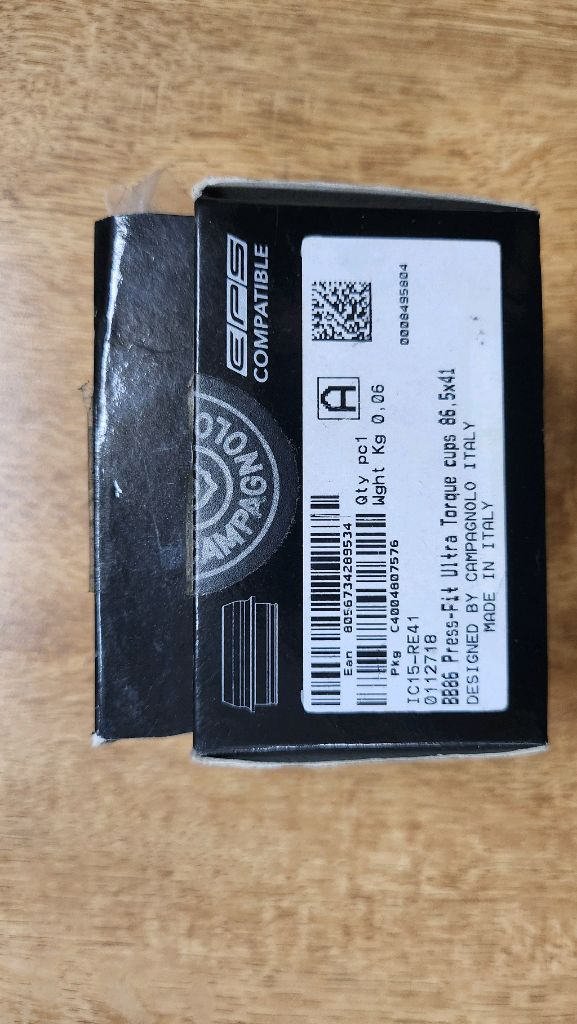 EPS
COMPATIBLE
CAMPAGNOLO
0008495804
A
Ean 8056734289534
Qty pc1
Pkg C4004807576
Wght Kg 0,06
IC15-RE41
0112718
BB86 Press-Fit Ultra Torque cups 86,5x41
DESIGNED BY CAMPAGNOLO ITALY
MADE IN ITALY